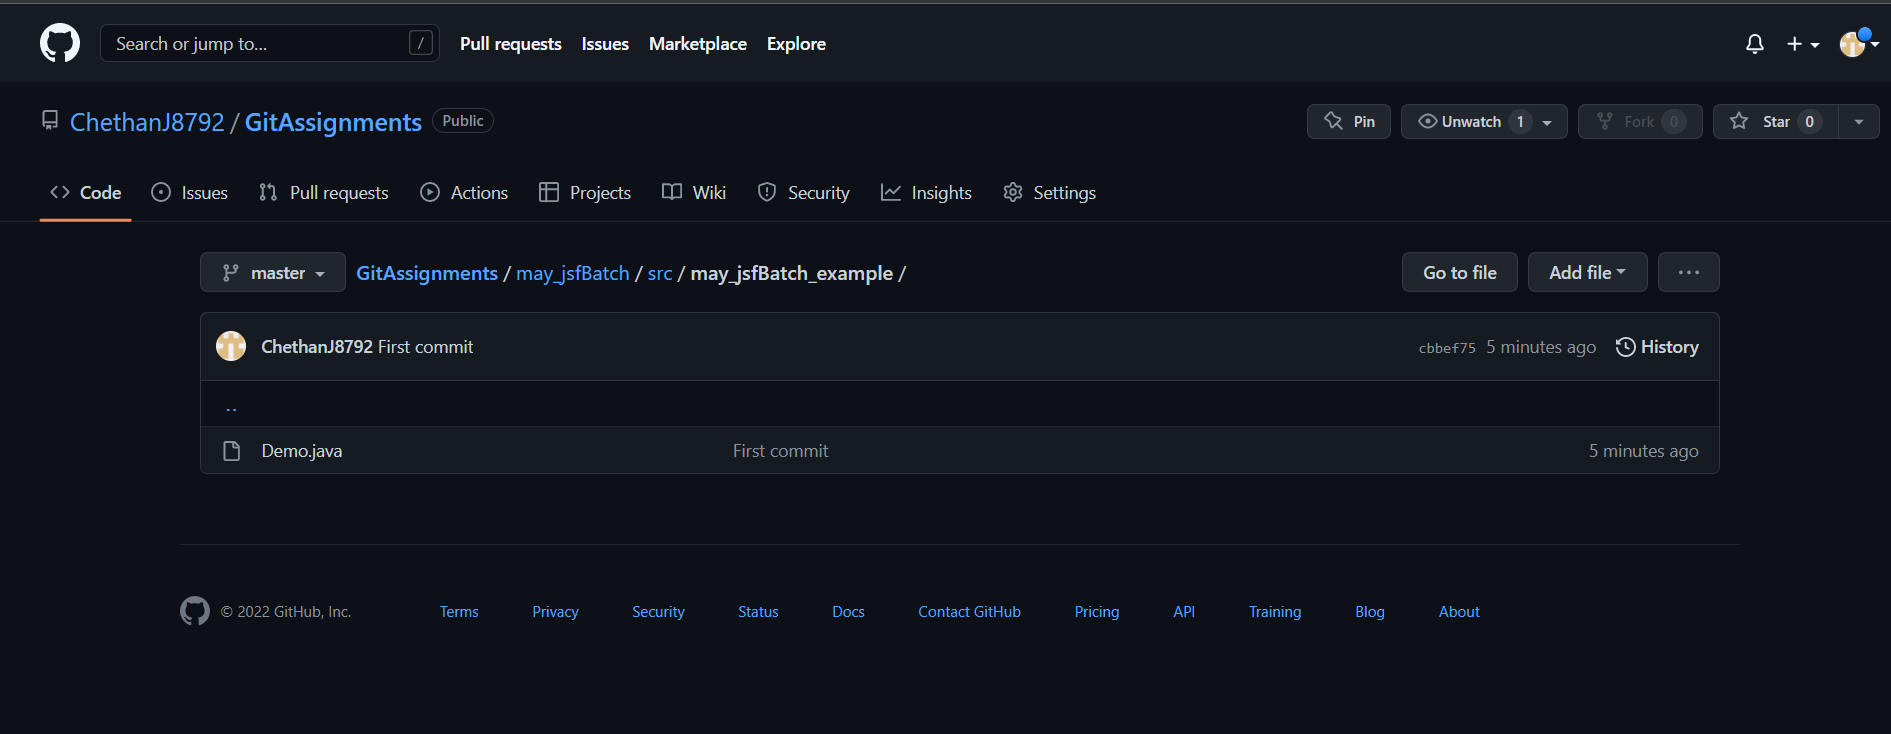 Search or jump to... / Pull requests Issues Marketplace Explore
ChethanJ8792 / GitAssignments Public Pin Unwatch 1 Fork 0 Star 0
Code Issues Pull requests Actions Projects Wiki Security Insights Settings
master GitAssignments / may_jsfBatch / src / may_jsfBatch_example / Go to file Add file ...
ChethanJ8792 First commit cbbef75 5 minutes ago History
..
Demo.java First commit 5 minutes ago
© 2022 GitHub, Inc. Terms Privacy Security Status Docs Contact GitHub Pricing API Training Blog About